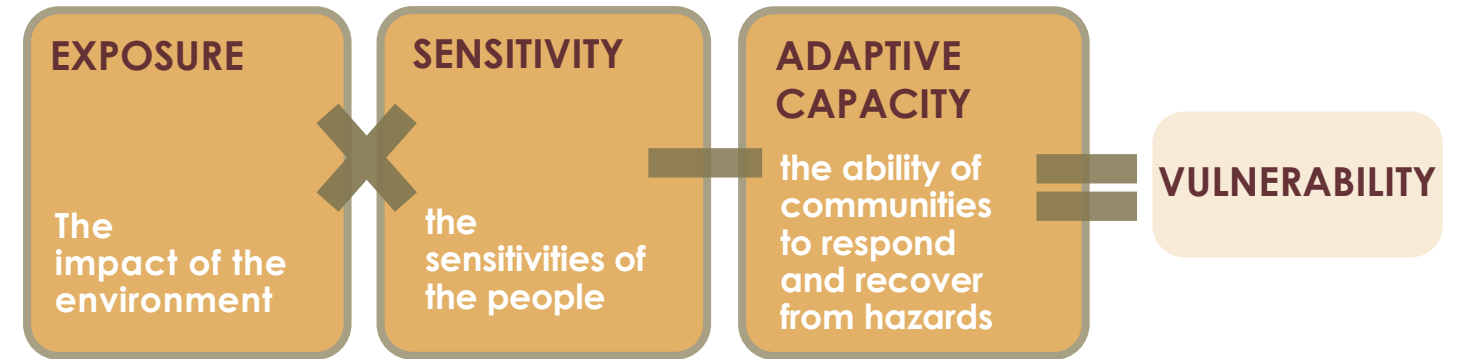 EXPOSURE
The
impact of the
environment
SENSITIVITY
the
sensitivities of
the people
ADAPTIVE
CAPACITY
the ability of
communities
to respond
and recover
from hazards
VULNERABILITY